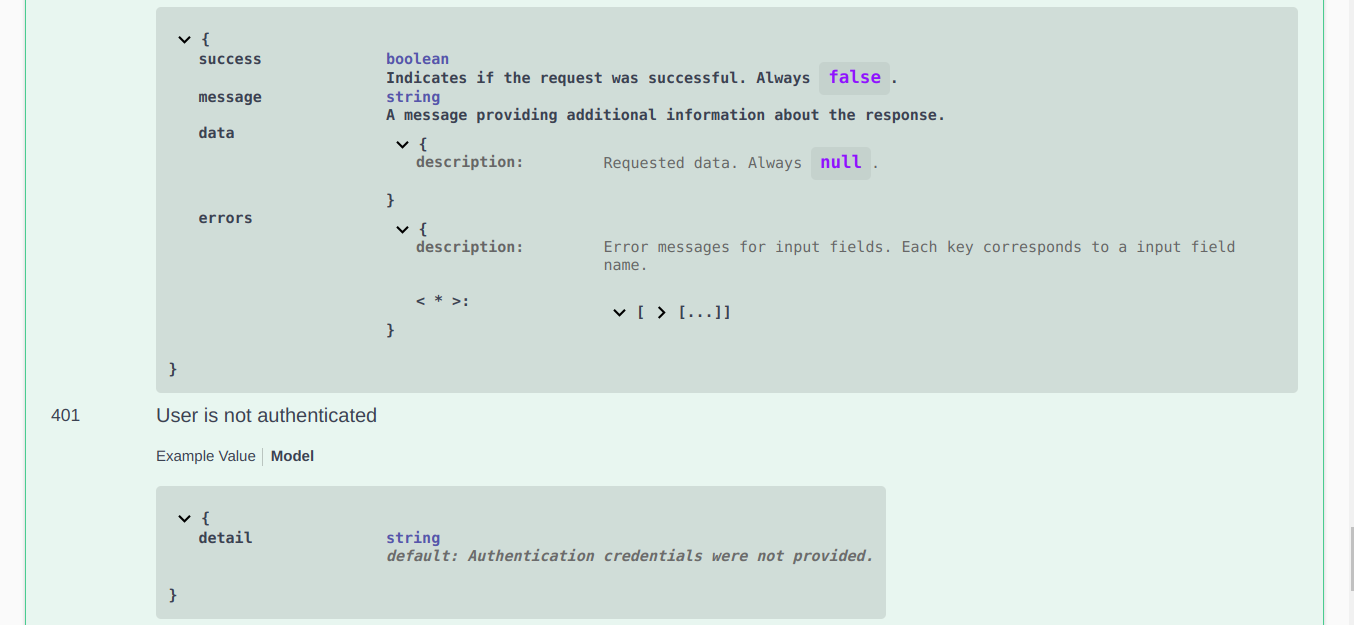 {
success boolean
Indicates if the request was successful. Always false .
message string
A message providing additional information about the response.
data
{
description: Requested data. Always null .
}
errors
{
description: Error messages for input fields. Each key corresponds to a input field
name.
< * >:
[ [...]]
}
}
401 User is not authenticated
Example Value Model
{
detail string
default: Authentication credentials were not provided.
}